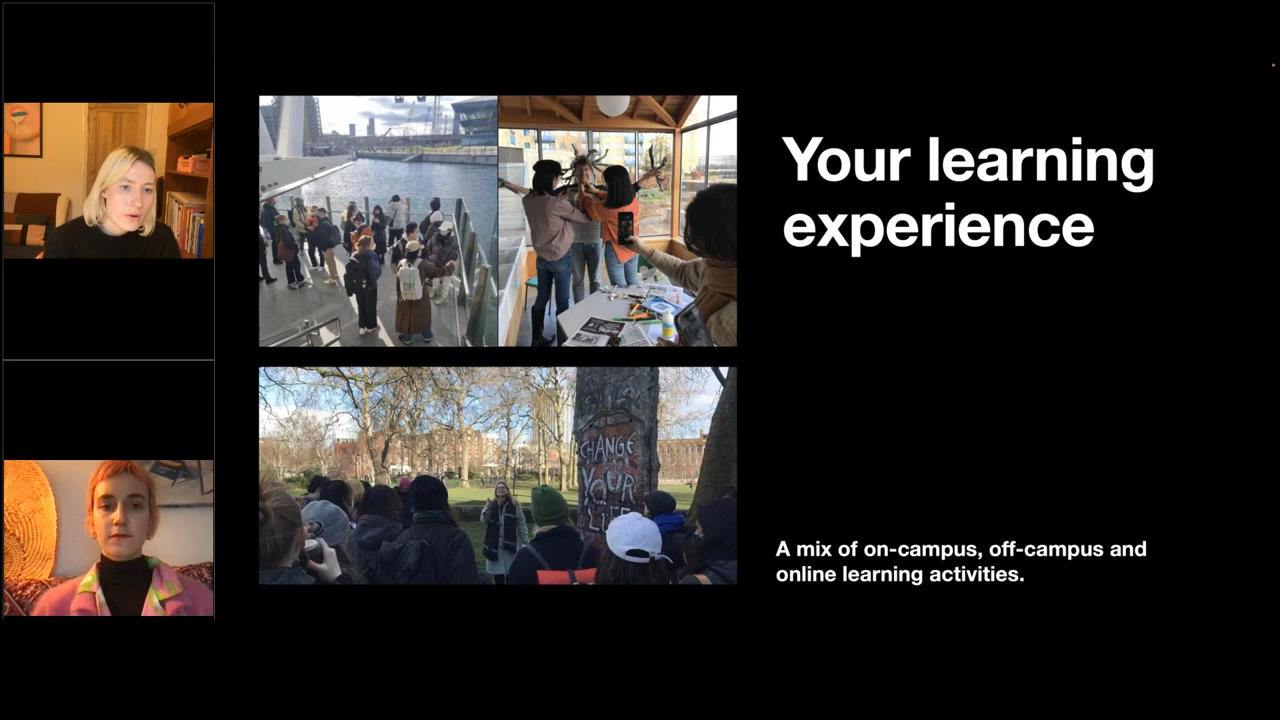 Your learning
experience
CHANGE
YOUR
LIFE
A mix of on-campus, off-campus and
online learning activities.